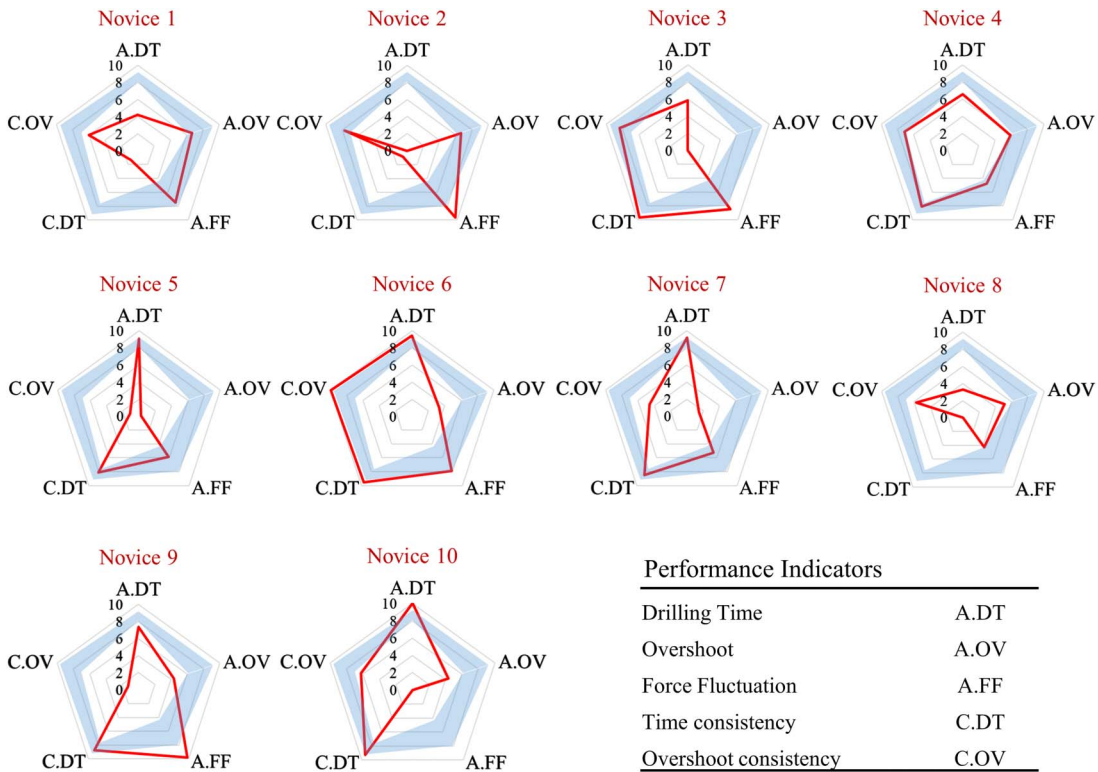 Novice 1
A.DT
10
8
6
4
2
0
C.OV
A.OV
C.DT
A.FF
Novice 2
A.DT
10
8
6
4
2
0
C.OV
A.OV
C.DT
A.FF
Novice 3
A.DT
10
8
6
4
2
0
C.OV
A.OV
C.DT
A.FF
Novice 4
A.DT
10
8
6
4
2
0
C.OV
A.OV
C.DT
A.FF
Novice 5
A.DT
10
8
6
4
2
0
C.OV
A.OV
C.DT
A.FF
Novice 6
A.DT
10
8
6
4
2
0
C.OV
A.OV
C.DT
A.FF
Novice 7
A.DT
10
8
6
4
2
0
C.OV
A.OV
C.DT
A.FF
Novice 8
A.DT
10
8
6
4
2
0
C.OV
A.OV
C.DT
A.FF
Novice 9
A.DT
10
8
6
4
2
0
C.OV
A.OV
C.DT
A.FF
Novice 10
A.DT
10
8
6
4
2
0
C.OV
A.OV
C.DT
A.FF
Performance Indicators
Drilling Time A.DT
Overshoot A.OV
Force Fluctuation A.FF
Time consistency C.DT
Overshoot consistency C.OV